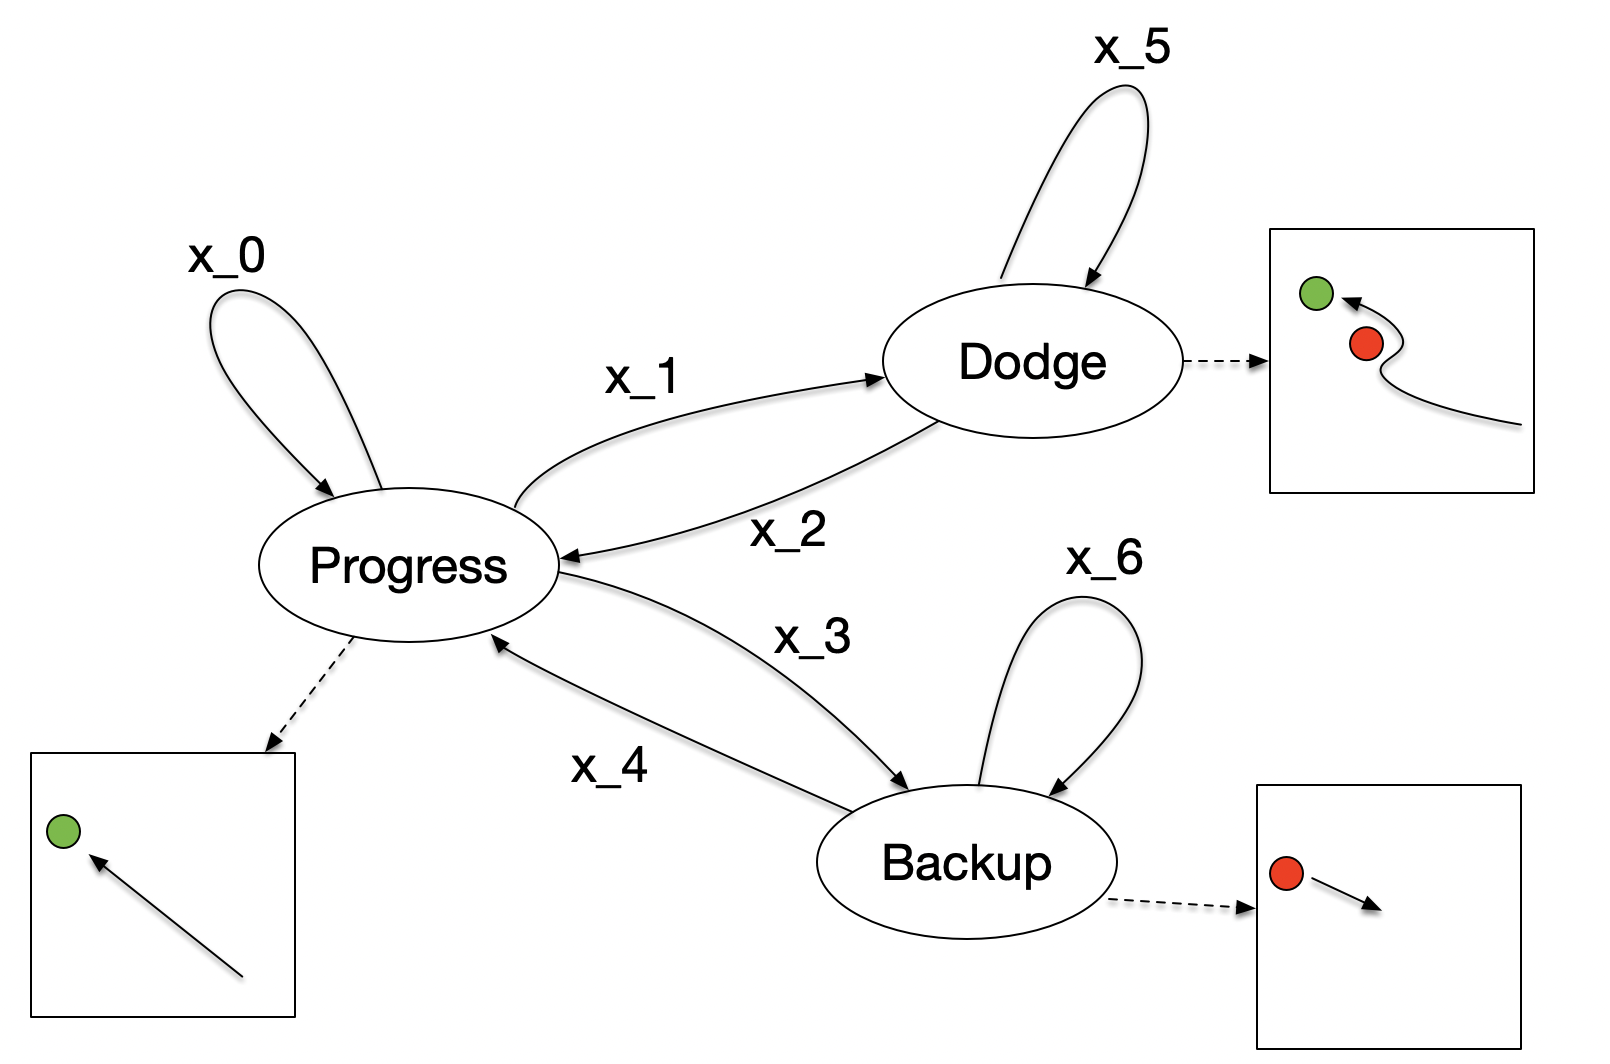 x_5
x_0
x_1
Dodge
x_2
Progress
x_6
x_3
x_4
Backup